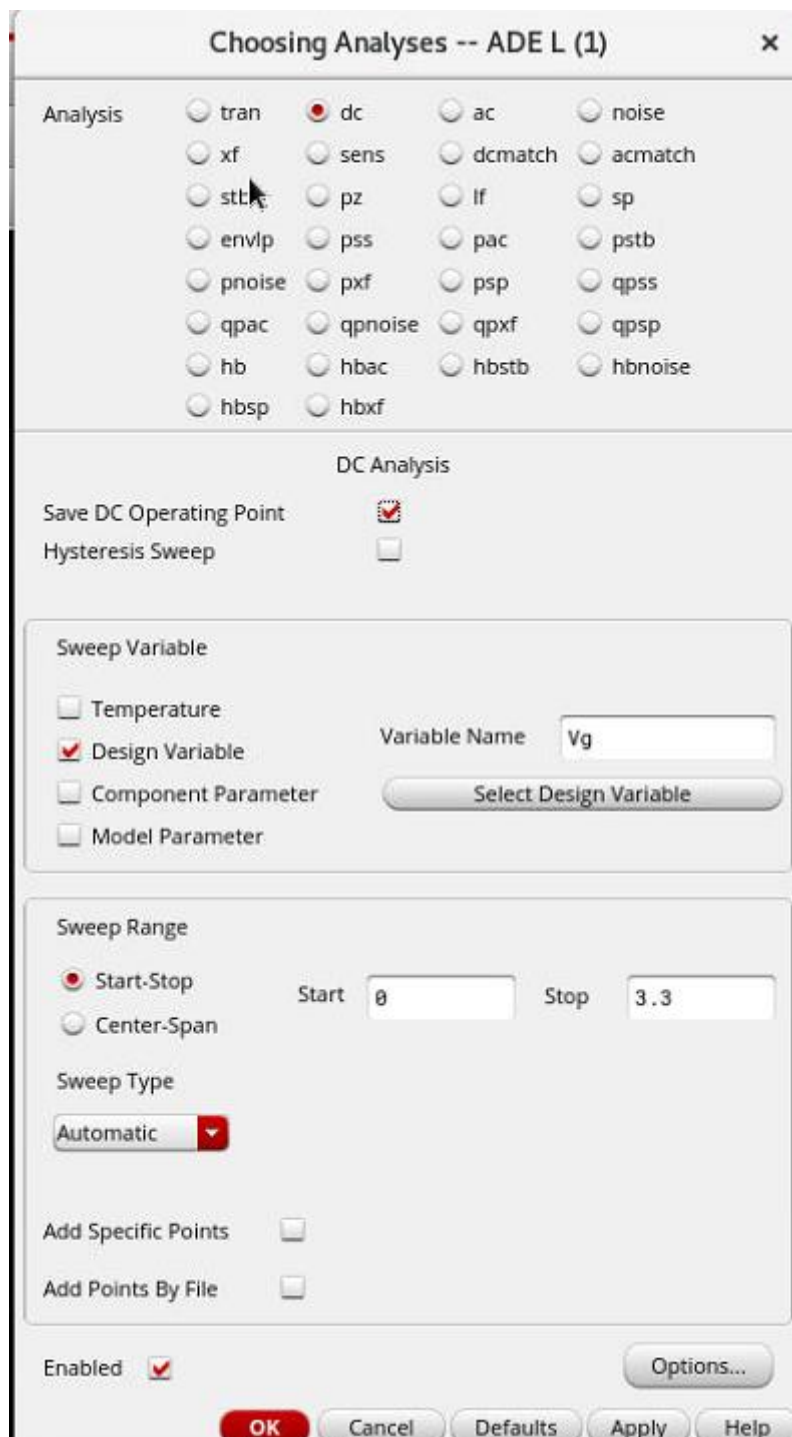 Choosing Analyses -- ADE L (1)
Analysis tran dc ac noise
xf sens dcmatch acmatch
stb pz lf sp
envlp pss pac pstb
pnoise pxf psp qpss
qpac qpnoise qpxf qpsp
hb hbac hbstb hbnoise
hbsp hbxf
DC Analysis
Save DC Operating Point
Hysteresis Sweep
Sweep Variable
Temperature
Design Variable
Variable Name Vg
Component Parameter
Select Design Variable
Model Parameter
Sweep Range
Start-Stop
Start 0 Stop 3.3
Center-Span
Sweep Type
Automatic
Add Specific Points
Add Points By File
Enabled
Options...
OK Cancel Defaults Apply Help